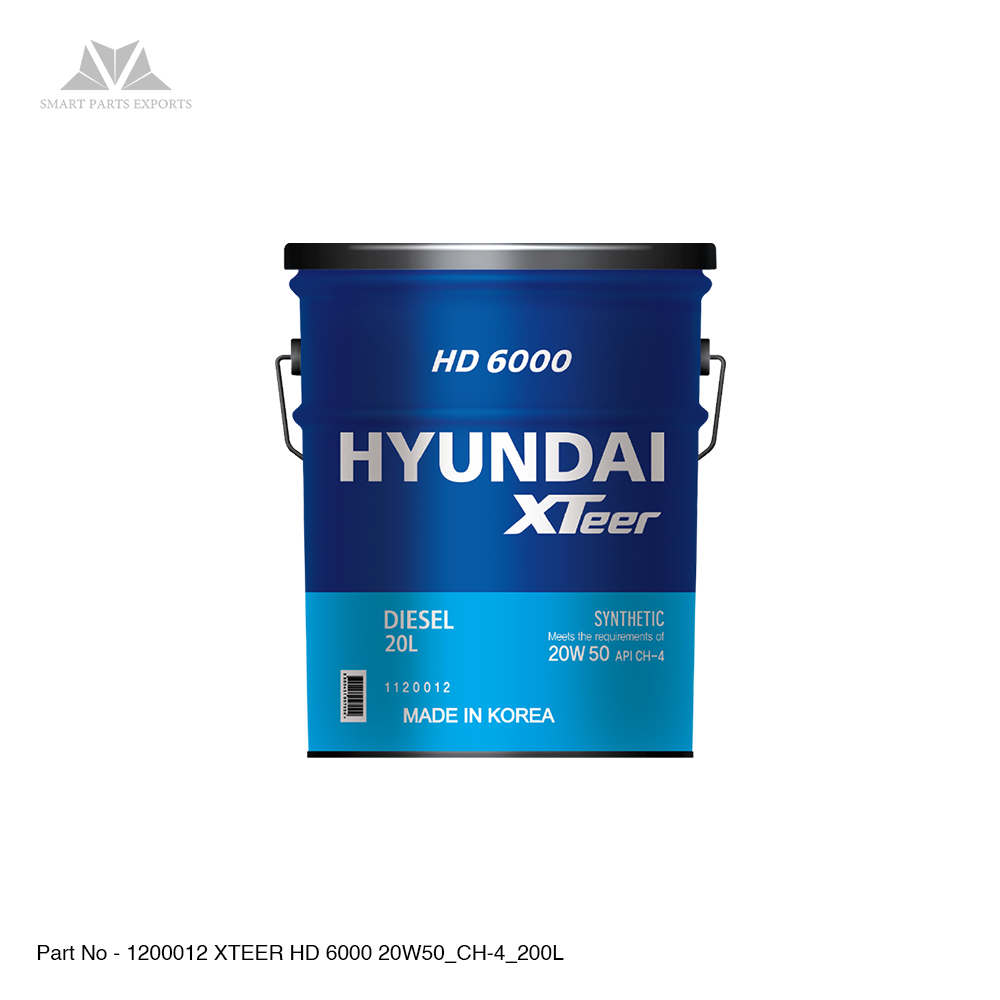 SMART PARTS EXPORTS
HD 6000
HYUNDAI
XTeer
DIESEL
20L
SYNTHETIC
Meets the requirements of
20W 50 API CH-4
1120012
MADE IN KOREA
Part No - 1200012 XTEER HD 6000 20W50_CH-4_200L